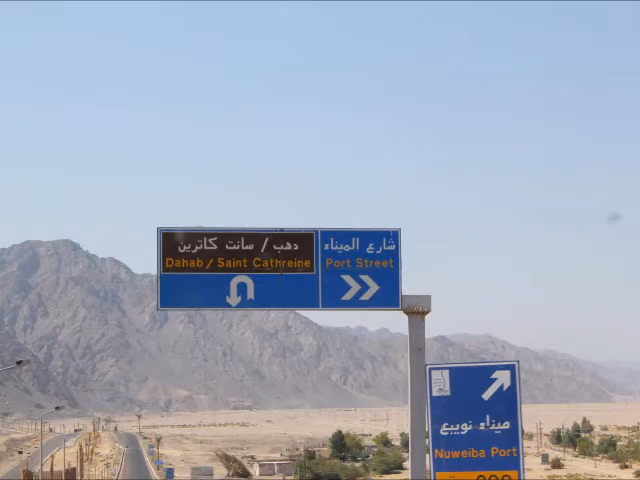 دهب / سانت كاترين
Dahab / Saint Cathreine
شارع الميناء
Port Street
ميناء نويبع
Nuweiba Port